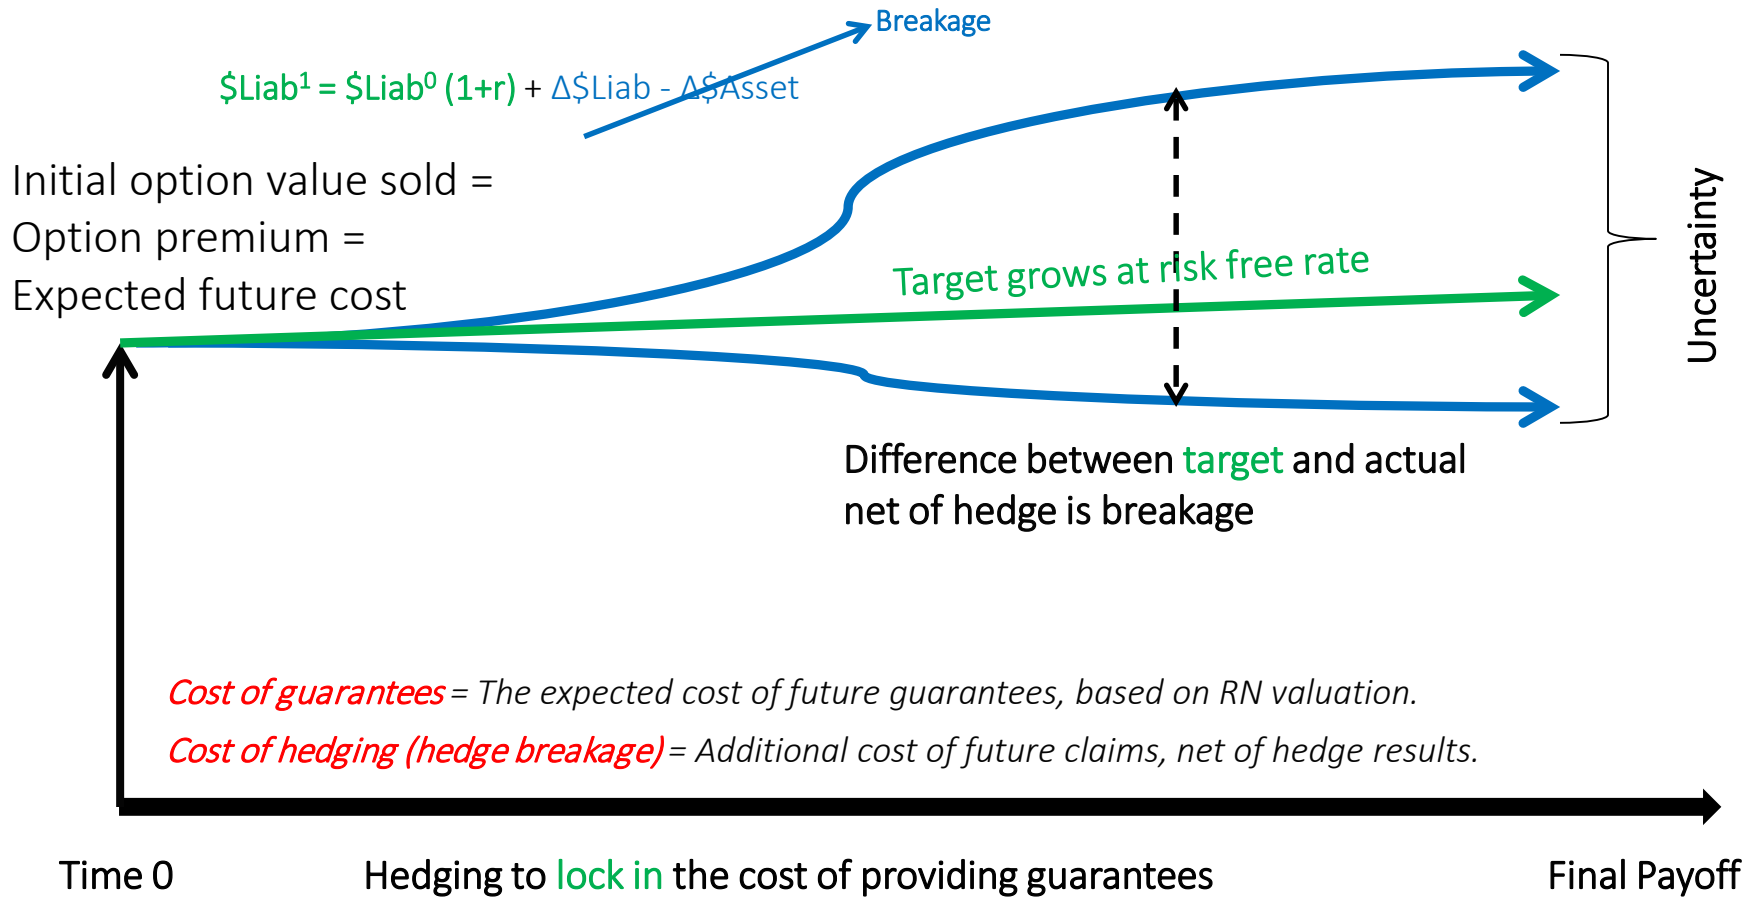 Breakage
$Liab¹ = $Liab⁰ (1+r) + Δ$Liab - Δ$Asset
Initial option value sold =
Option premium =
Expected future cost
Target grows at risk free rate
Uncertainty
Difference between target and actual
net of hedge is breakage
Cost of guarantees = The expected cost of future guarantees, based on RN valuation.
Cost of hedging (hedge breakage) = Additional cost of future claims, net of hedge results.
Time 0
Hedging to lock in the cost of providing guarantees
Final Payoff